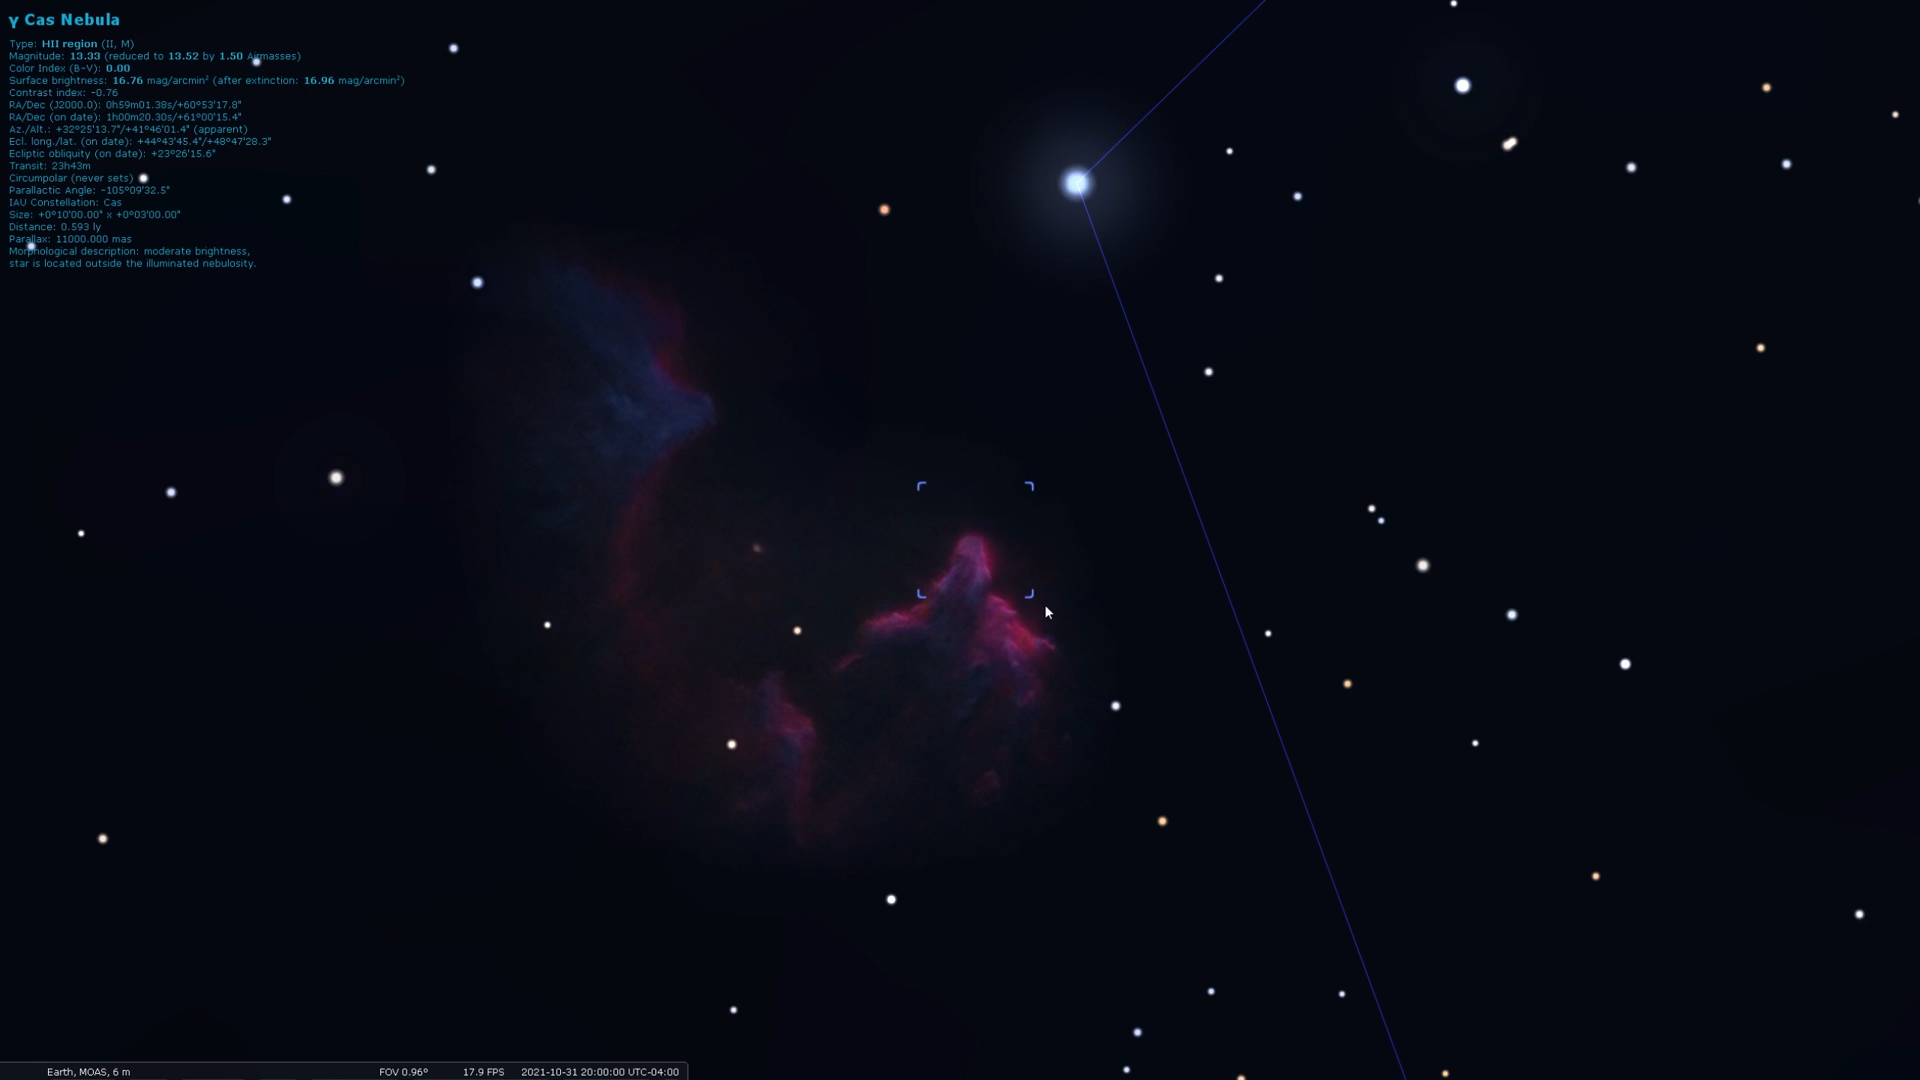 γ Cas Nebula
Type: HII region (II, M)
Magnitude: 13.33 (reduced to 13.52 by 1.50 Airmasses)
Color Index (B-V): 0.00
Surface brightness: 16.76 mag/arcmin² (after extinction: 16.96 mag/arcmin²)
Contrast index: -0.76
RA/Dec (J2000.0): 0h59m01.38s/+60°53'17.8"
RA/Dec (on date): 1h00m20.30s/+61°00'15.4"
Az./Alt.: +32°25'13.7"/+41°46'01.4" (apparent)
Ecl. long./lat. (on date): +44°43'45.4"/+48°47'28.3"
Ecliptic obliquity (on date): +23°26'15.6"
Transit: 23h43m
Circumpolar (never sets)
Parallactic Angle: -105°09'32.5"
IAU Constellation: Cas
Size: +0°10'00.00" x +0°03'00.00"
Distance: 0.593 ly
Parallax: 11000.000 mas
Morphological description: moderate brightness,
star is located outside the illuminated nebulosity.
Earth, MOAS, 6 m FOV 0.96° 17.9 FPS 2021-10-31 20:00:00 UTC-04:00